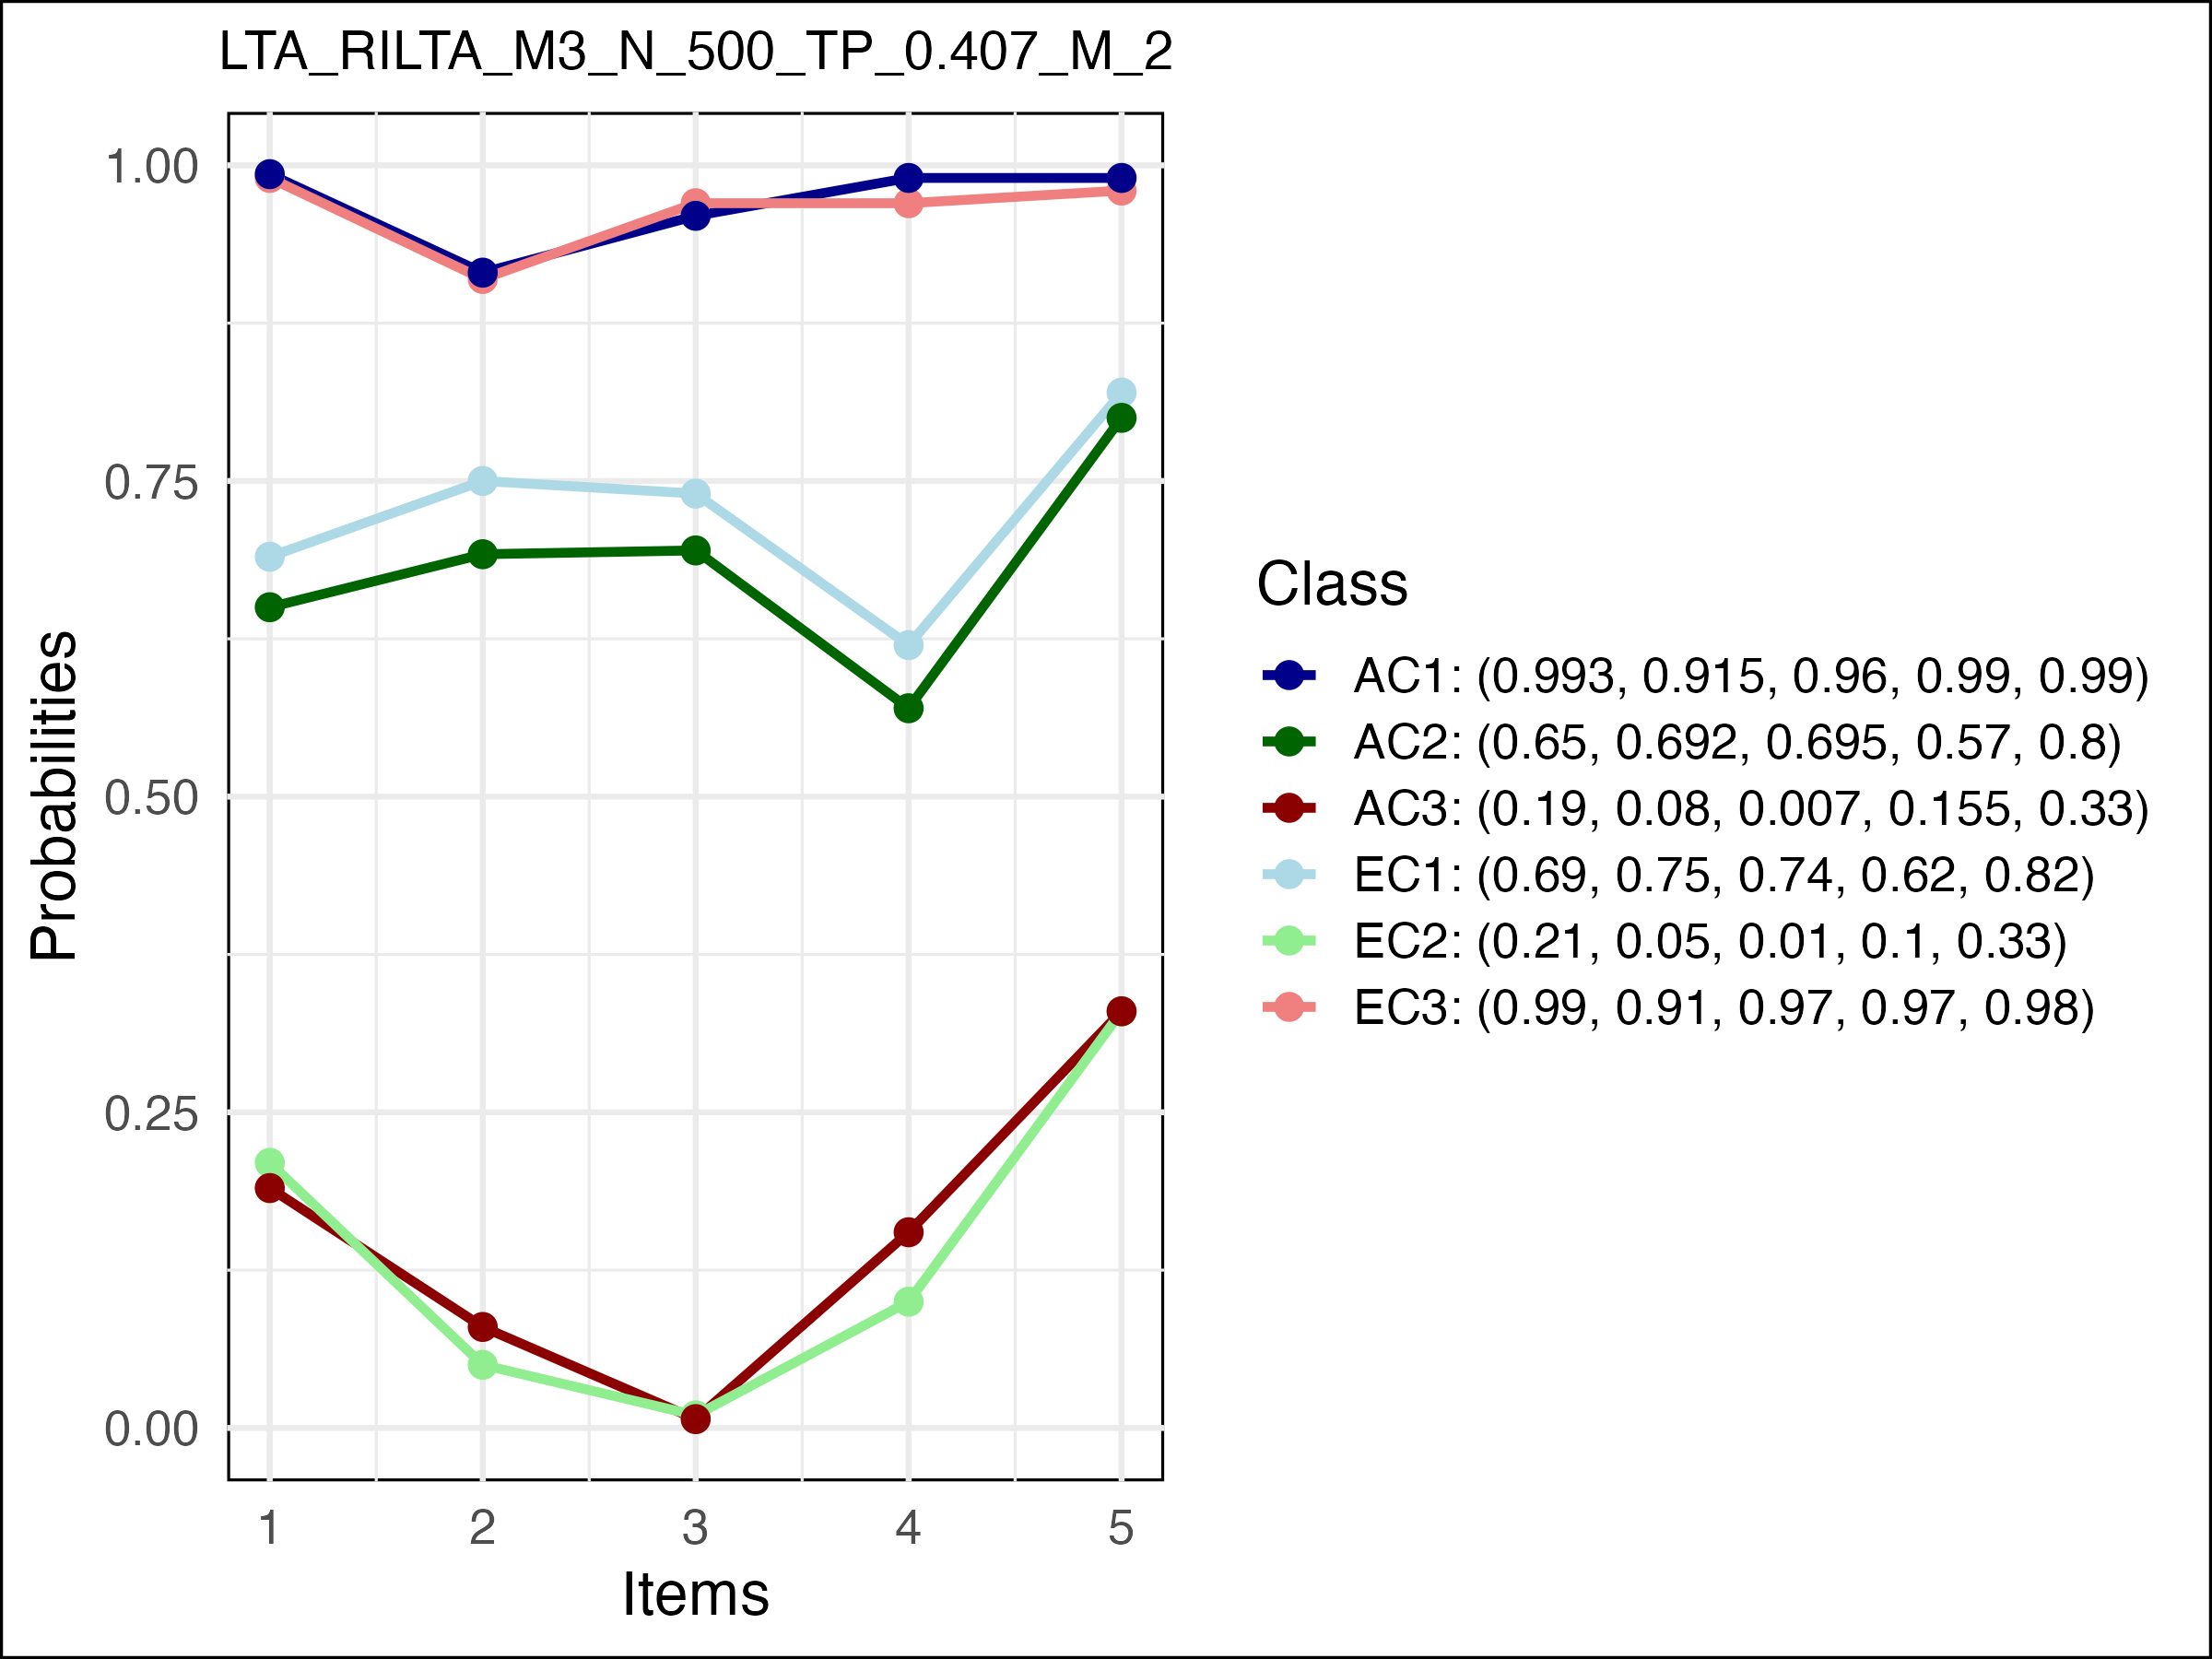 LTA_RILTA_M3_N_500_TP_0.407_M_2
1.00
0.75
0.50
0.25
0.00
Probabilities
1 2 3 4 5
Items
Class
AC1: (0.993, 0.915, 0.96, 0.99, 0.99)
AC2: (0.65, 0.692, 0.695, 0.57, 0.8)
AC3: (0.19, 0.08, 0.007, 0.155, 0.33)
EC1: (0.69, 0.75, 0.74, 0.62, 0.82)
EC2: (0.21, 0.05, 0.01, 0.1, 0.33)
EC3: (0.99, 0.91, 0.97, 0.97, 0.98)